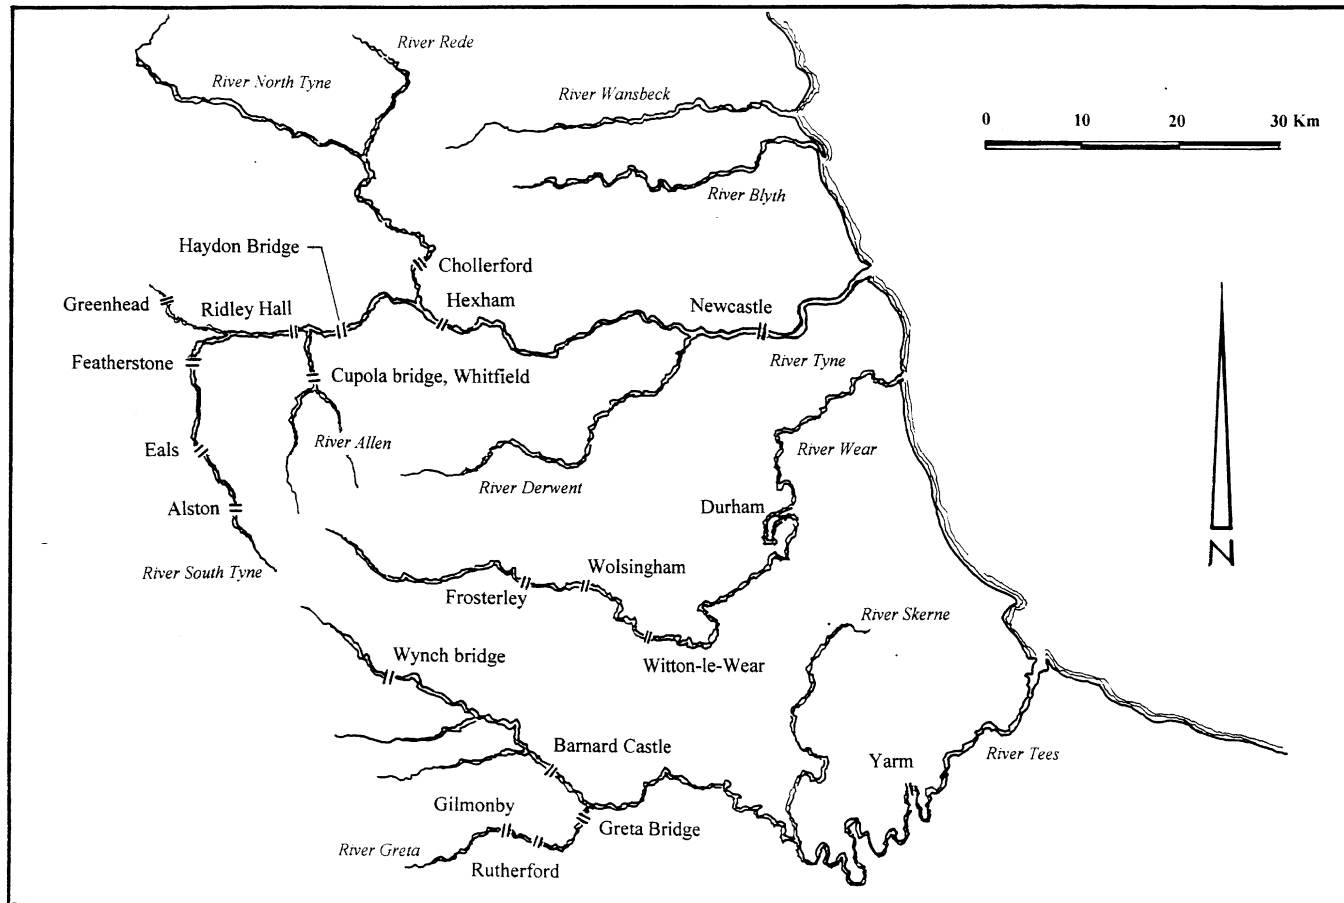 River Rede
River North Tyne
River Wansbeck
0 10 20 30 Km
River Blyth
Haydon Bridge
Chollerford
Greenhead
Ridley Hall
Hexham
Newcastle
Featherstone
River Tyne
Cupola bridge, Whitfield
Eals
River Allen
River Wear
River Derwent
Alston
Durham
N
River South Tyne
Wolsingham
Frosterley
River Skerne
Wynch bridge
Witton-le-Wear
Barnard Castle
River Tees
Yarm
Gilmonby
Greta Bridge
River Greta
Rutherford